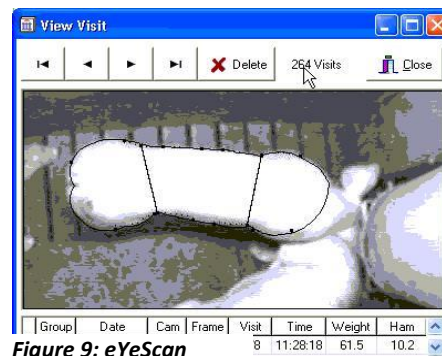 View Visit
Delete 264 Visits Close
Group Date Cam Frame Visit Time Weight Ham
8 11:28:18 61.5 10.2
Figure 9: eYeScan